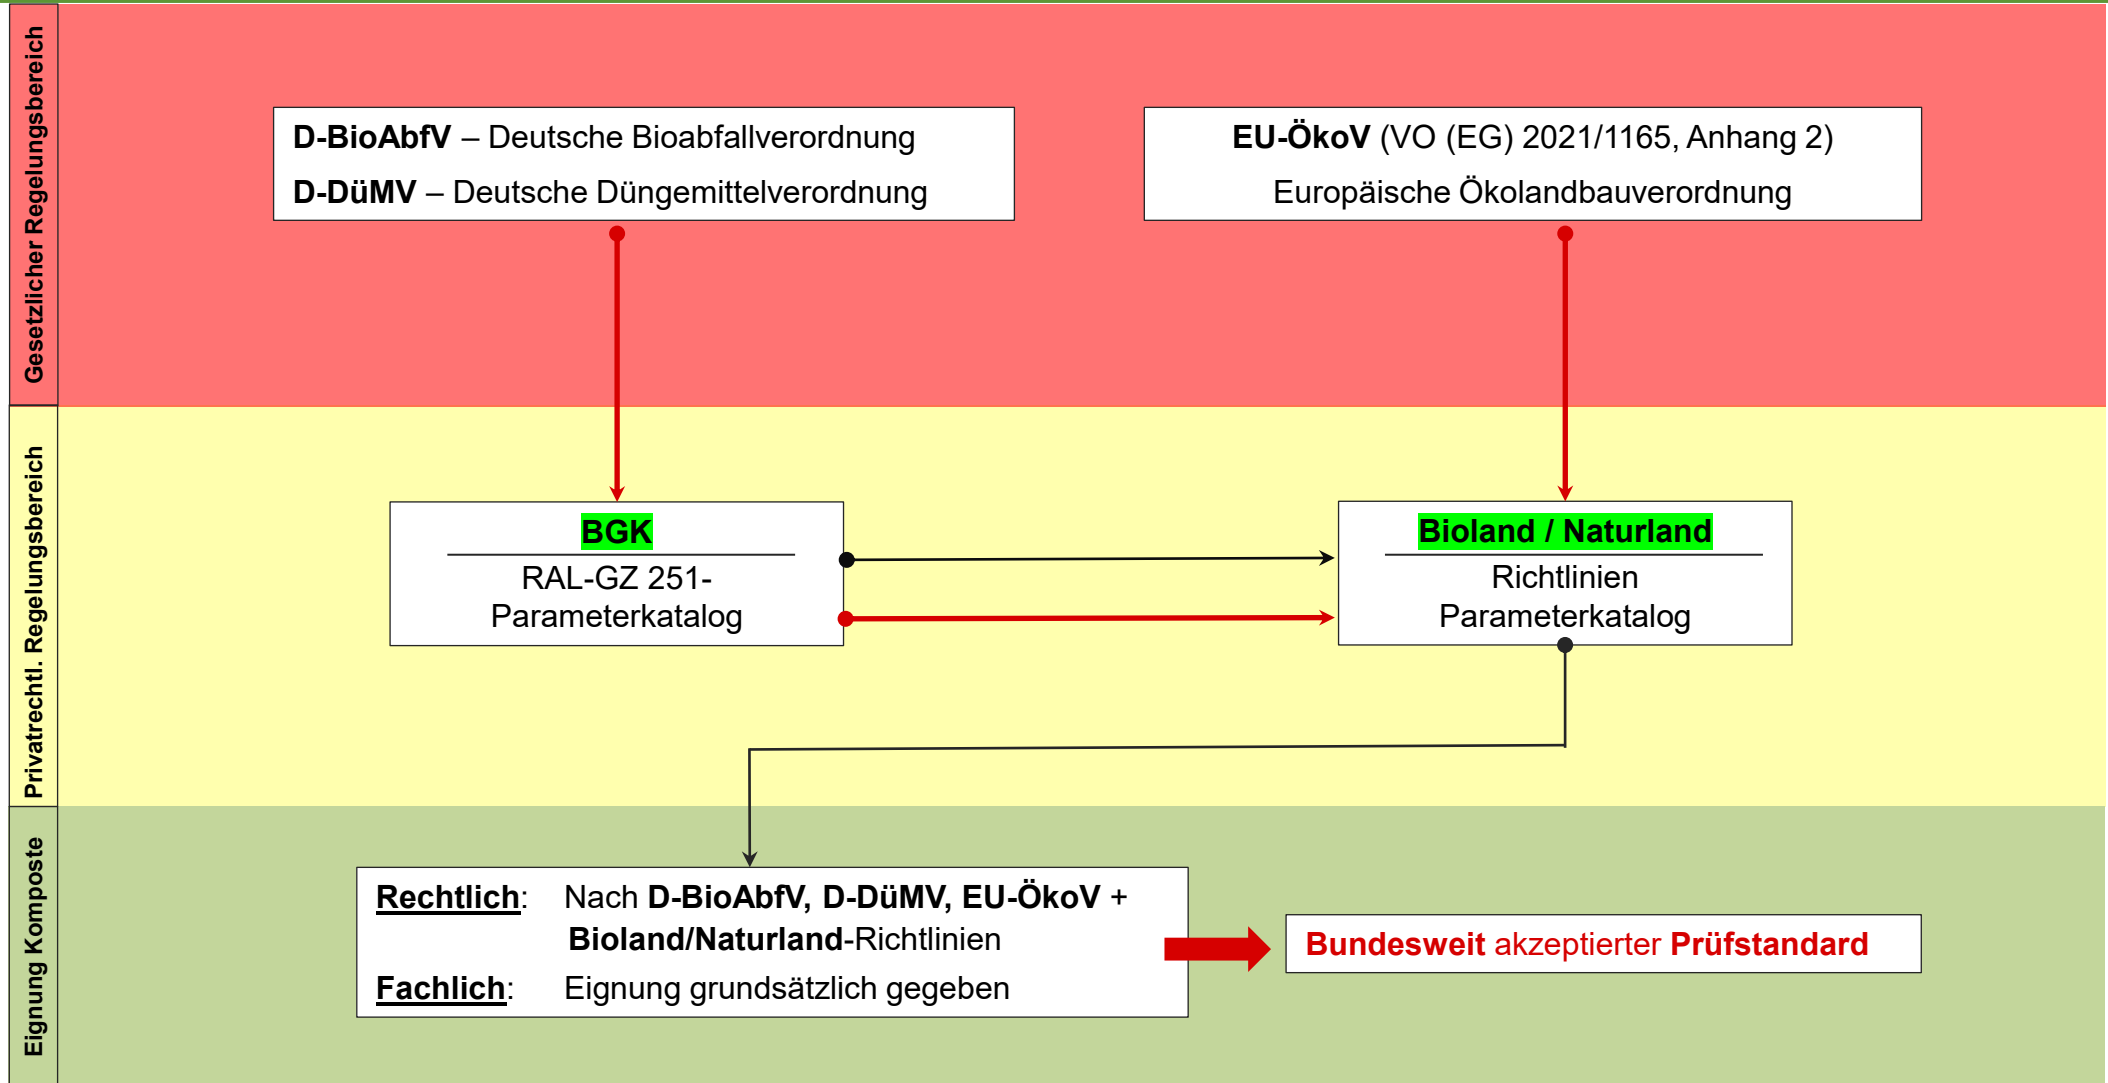 Gesetzlicher Regelungsbereich
D-BioAbfV – Deutsche Bioabfallverordnung
D-DüMV – Deutsche Düngemittelverordnung
EU-ÖkoV (VO (EG) 2021/1165, Anhang 2)
Europäische Ökolandbauverordnung
Privatrechtl. Regelungsbereich
BGK
RAL-GZ 251-
Parameterkatalog
Bioland / Naturland
Richtlinien
Parameterkatalog
Eignung Komposte
Rechtlich: Nach D-BioAbfV, D-DüMV, EU-ÖkoV +
Bioland/Naturland-Richtlinien
Fachlich: Eignung grundsätzlich gegeben
Bundesweit akzeptierter Prüfstandard